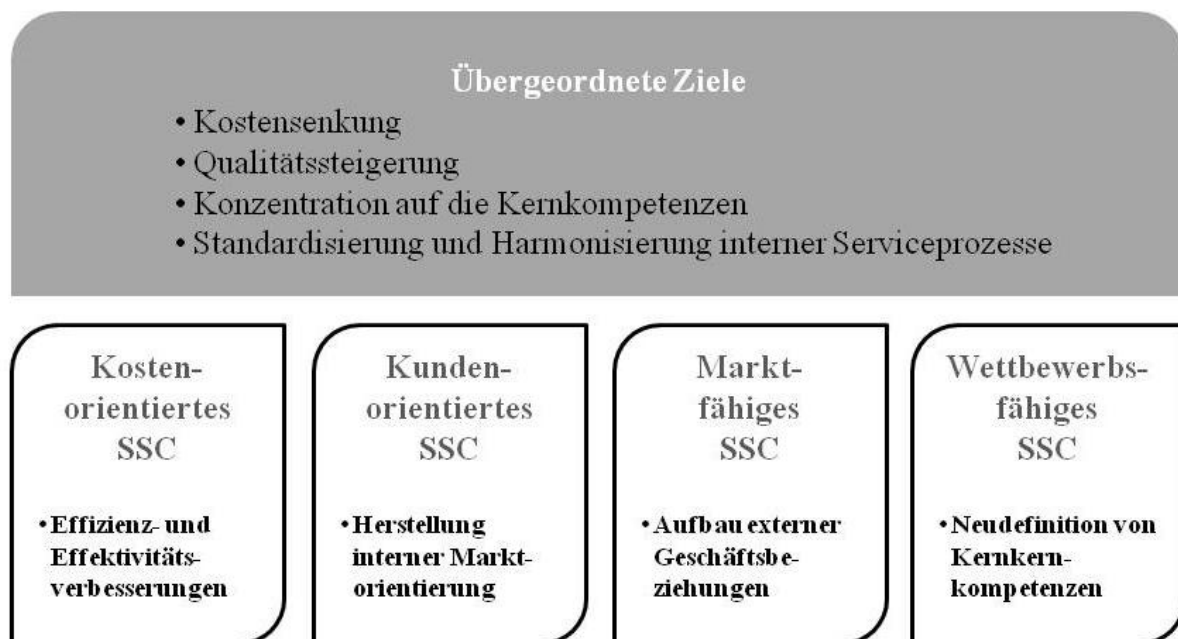 Übergeordnete Ziele
• Kostensenkung
• Qualitätssteigerung
• Konzentration auf die Kernkompetenzen
• Standardisierung und Harmonisierung interner Serviceprozesse
Kosten-
orientiertes
SSC
• Effizienz- und
Effektivitäts-
verbesserungen
Kunden-
orientiertes
SSC
• Herstellung
interner Markt-
orientierung
Markt-
fähiges
SSC
• Aufbau externer
Geschäftsbe-
ziehungen
Wettbewerbs-
fähiges
SSC
• Neudefinition von
Kernkern-
kompetenzen